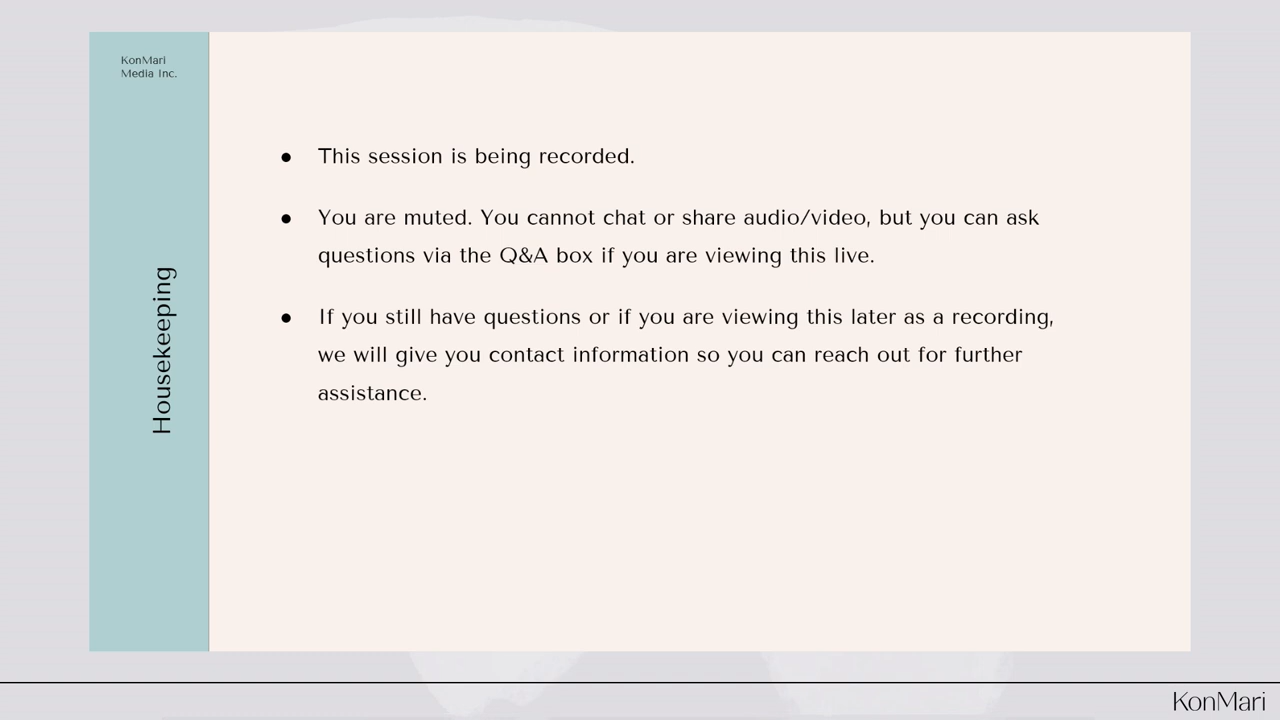 KonMari
Media Inc.
Housekeeping
● This session is being recorded.
● You are muted. You cannot chat or share audio/video, but you can ask
questions via the Q&A box if you are viewing this live.
● If you still have questions or if you are viewing this later as a recording,
we will give you contact information so you can reach out for further
assistance.
KonMari